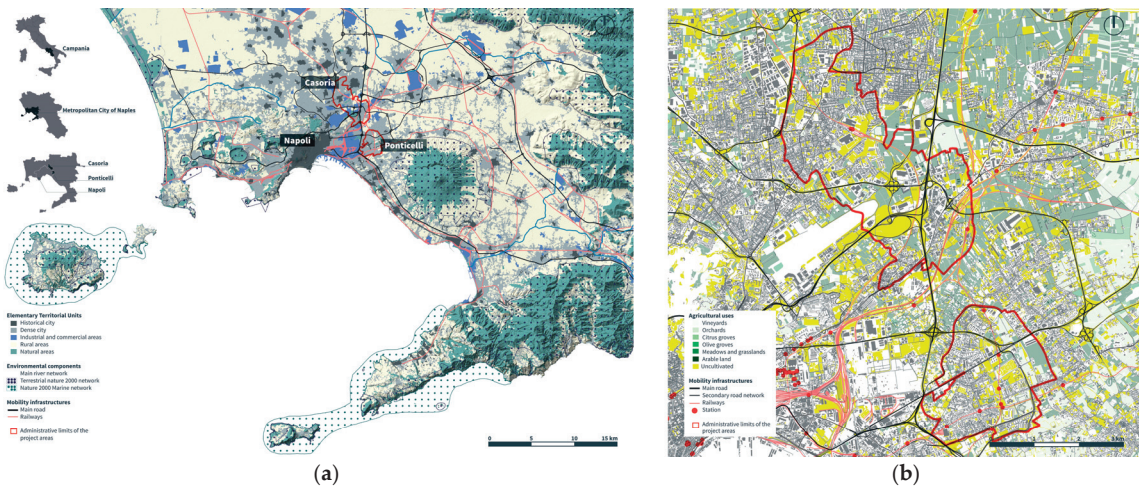 Campania
Metropolitan City of Naples
Casoria
Ponticelli
Napoli
Casoria
Napoli
Ponticelli
Elementary Territorial Units
Historical city
Dense city
Industrial and commercial areas
Rural areas
Natural areas
Environmental components
Main river network
Terrestrial nature 2000 network
Nature 2000 Marine network
Mobility infrastructures
Main road
Railways
Administrative limits of the
project areas
0 5 10 15 km
(a)
Agricultural uses
Vineyards
Orchards
Citrus groves
Olive groves
Meadows and grasslands
Arable land
Uncultivated
Mobility infrastructures
Main road
Secondary road network
Railways
Station
Administrative limits of the
project areas
1 2 3 km
(b)